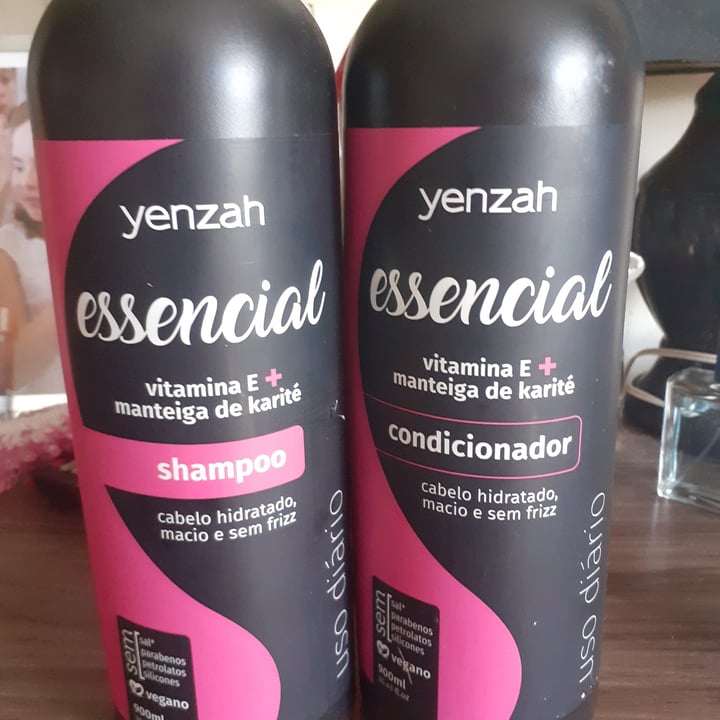 yenzah
essencial
vitamina E +
manteiga de karité
shampoo
cabelo hidratado,
macio e sem frizz
uso diário
sem
sal*
parabenos
petrolatos
silicones
vegano
900ml
yenzah
essencial
vitamina E +
manteiga de karité
condicionador
cabelo hidratado,
macio e sem frizz
• uso diário
sem
sal*
parabenos
petrolatos
silicones
vegano
900ml
fl.oz